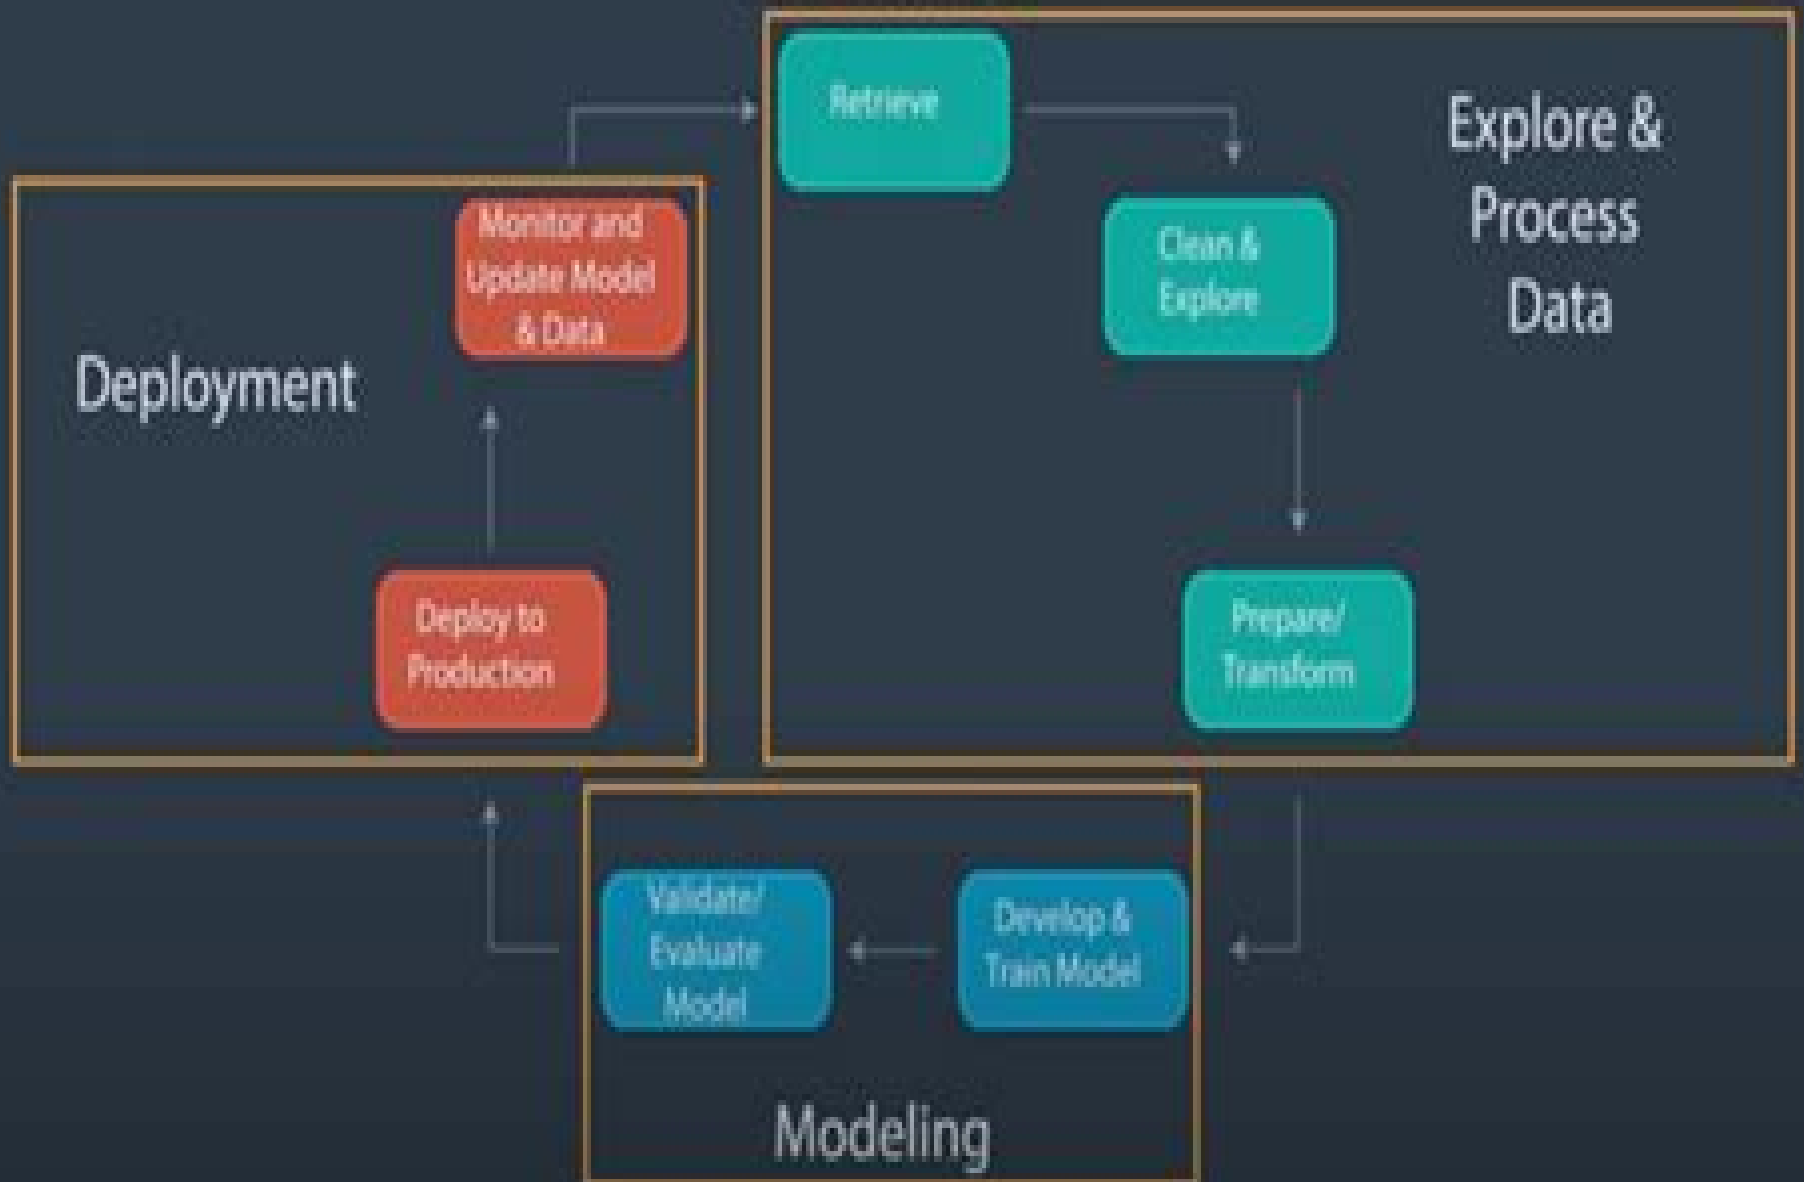 Retrieve
Explore &
Process
Data
Clean &
Explore
Monitor and
Update Model
& Data
Deployment
Deploy to
Production
Prepare/
Transform
Validate/
Evaluate
Model
Develop &
Train Model
Modeling